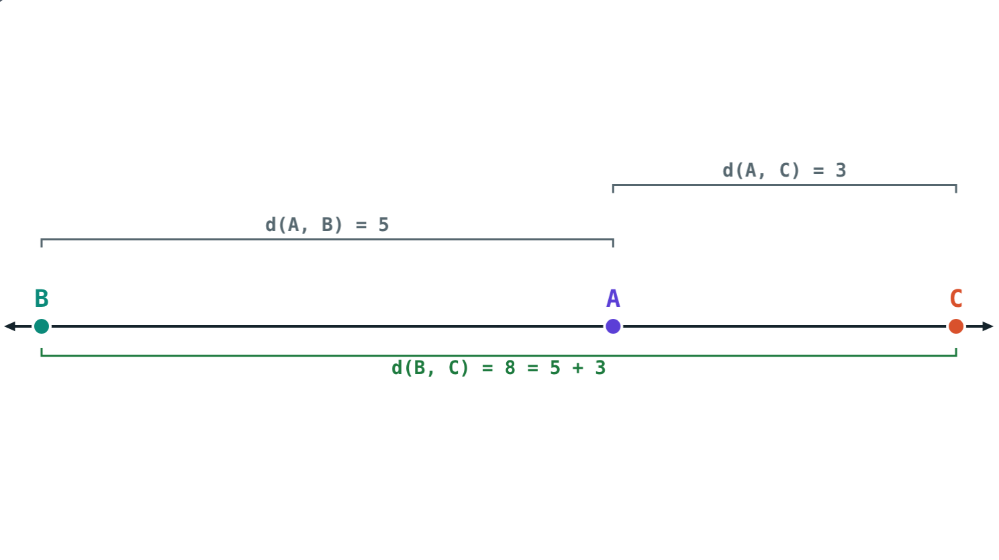 d(A, C) = 3
d(A, B) = 5
B
A
C
d(B, C) = 8 = 5 + 3